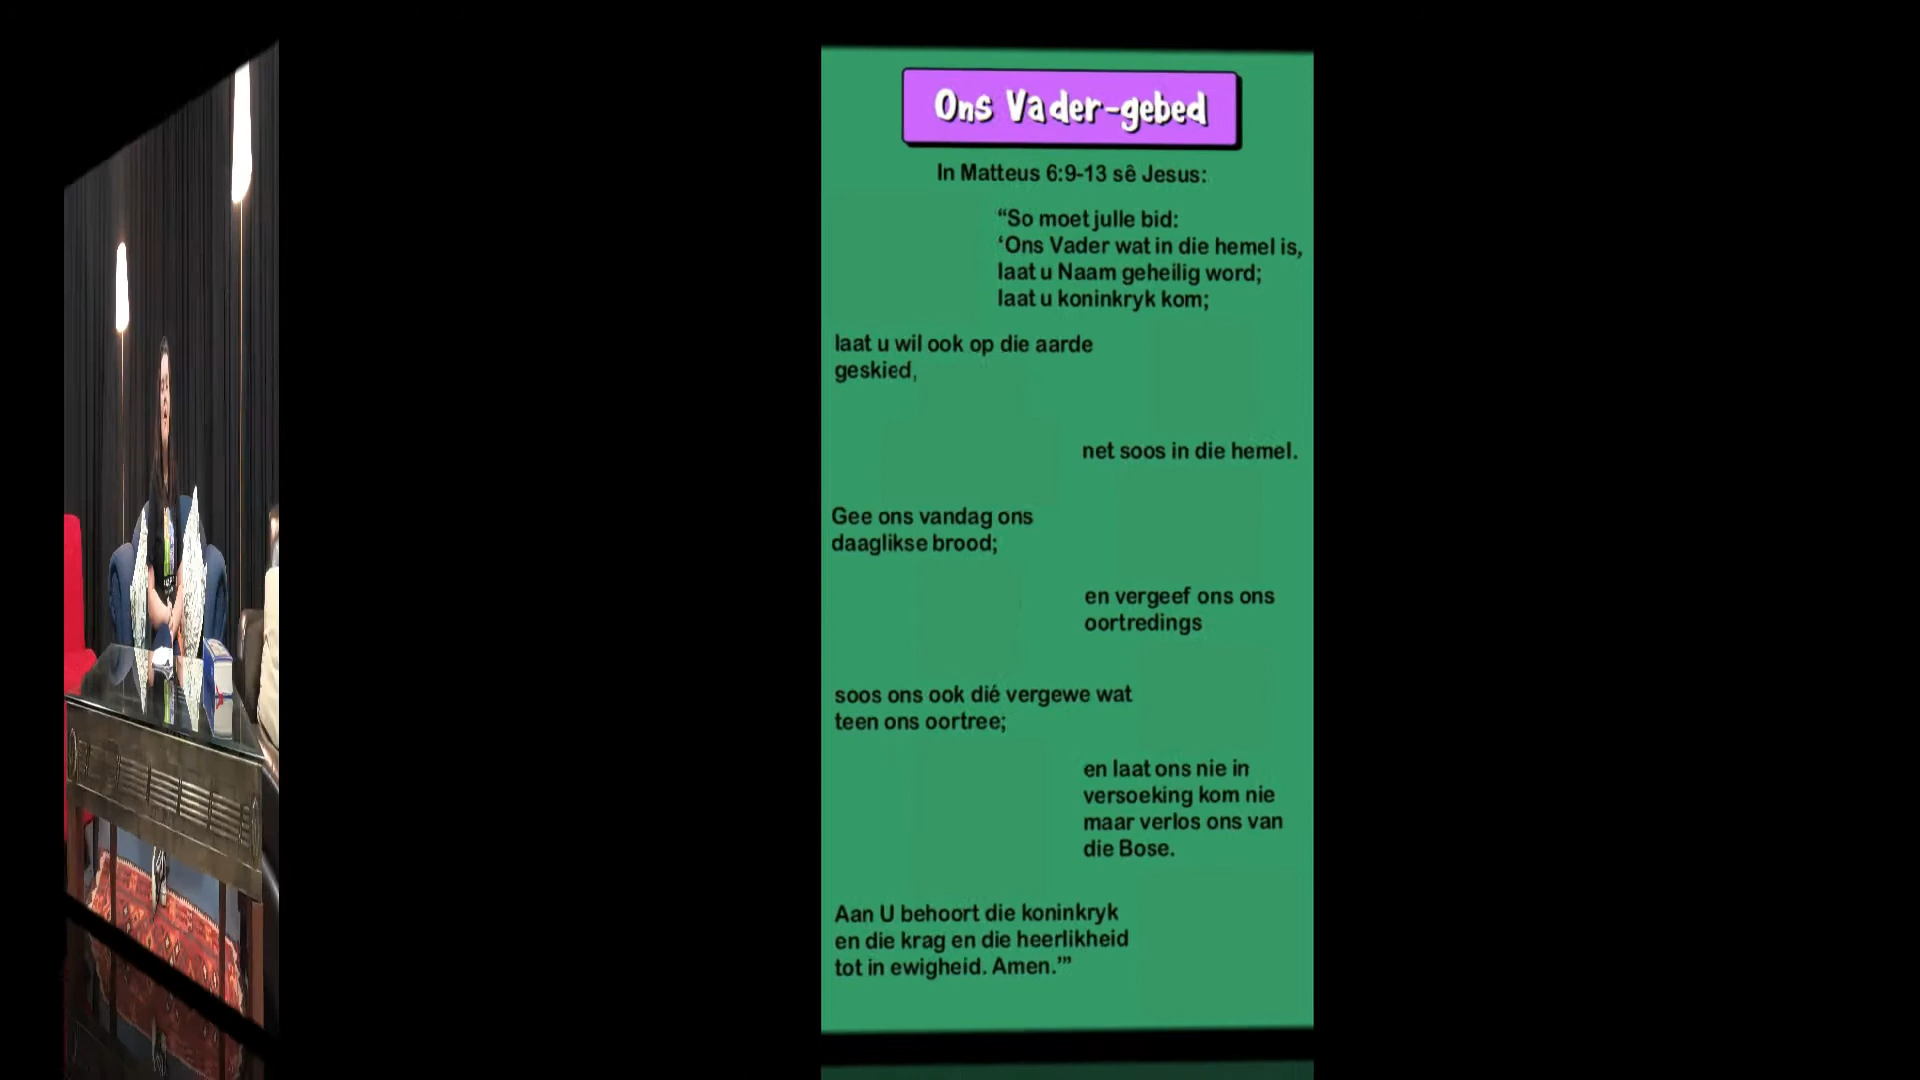 Ons Vader-gebed
In Matteus 6:9-13 sê Jesus:
“So moet julle bid:
‘Ons Vader wat in die hemel is,
laat u Naam geheilig word;
laat u koninkryk kom;
laat u wil ook op die aarde
geskied,
net soos in die hemel.
Gee ons vandag ons
daaglikse brood;
en vergeef ons ons
oortredings
soos ons ook dié vergewe wat
teen ons oortree;
en laat ons nie in
versoeking kom nie
maar verlos ons van
die Bose.
Aan U behoort die koninkryk
en die krag en die heerlikheid
tot in ewigheid. Amen.’”